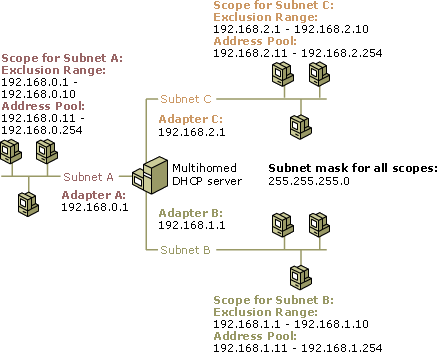 Scope for Subnet C:
Exclusion Range:
192.168.2.1 - 192.168.2.10
Address Pool:
192.168.2.11 - 192.168.2.254
Scope for Subnet A:
Exclusion Range:
192.168.0.1 -
192.168.0.10
Address Pool:
192.168.0.11 -
192.168.0.254
Subnet C
Adapter C:
192.168.2.1
Subnet A
Multihomed
DHCP server
Subnet mask for all scopes:
255.255.255.0
Adapter A:
192.168.0.1
Adapter B:
192.168.1.1
Subnet B
Scope for Subnet B:
Exclusion Range:
192.168.1.1 - 192.168.1.10
Address Pool:
192.168.1.11 - 192.168.1.254